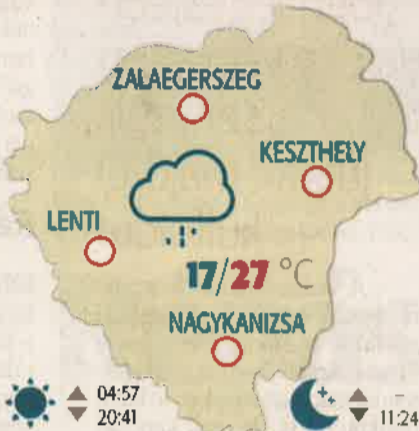 ZALAEGERSZEG
KESZTHELY
LENTI
17/27 °C
NAGYKANIZSA
04:57
20:41
–
11:24